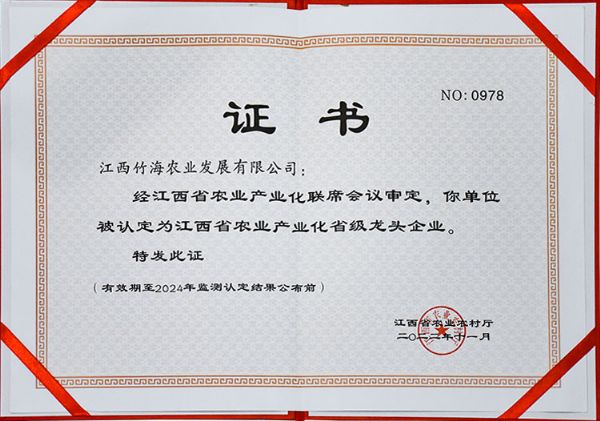 NO:0978
证书
江西竹海农业发展有限公司：
经江西省农业产业化联席会议审定，你单位
被认定为江西省农业产业化省级龙头企业。
特发此证
（有效期至2024年监测认定结果公布前）
江西省农业农村厅
二〇二二年十一月